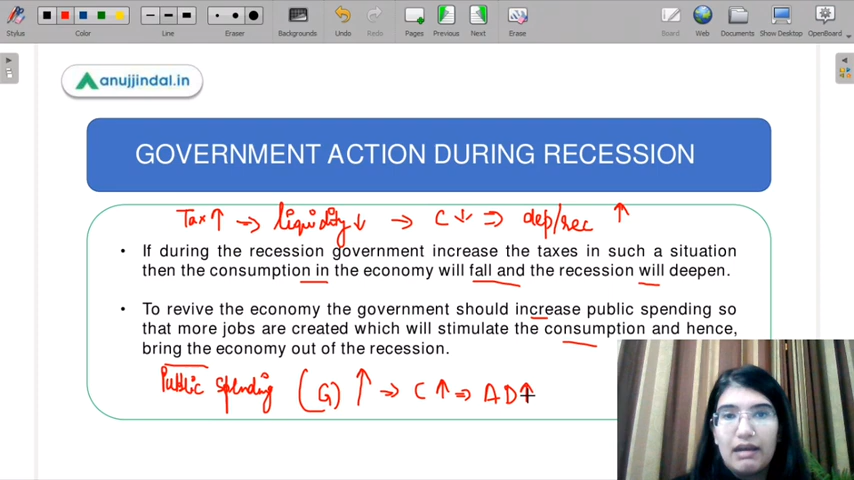 Stylus
Color
Line
Eraser
Backgrounds
Undo
Redo
Pages
Previous
Next
Erase
Board
Web
Documents
Show Desktop
OpenBoard
anujjindal.in
GOVERNMENT ACTION DURING RECESSION
Tax ↑ ⇒ liquidity ↓ → C ↓ ⇒ dep/rec ↑
• If during the recession government increase the taxes in such a situation
then the consumption in the economy will fall and the recession will deepen.
• To revive the economy the government should increase public spending so
that more jobs are created which will stimulate the consumption and hence,
bring the economy out of the recession.
Public spending (G) ↑ ⇒ C ↑ ⇒ AD ↑